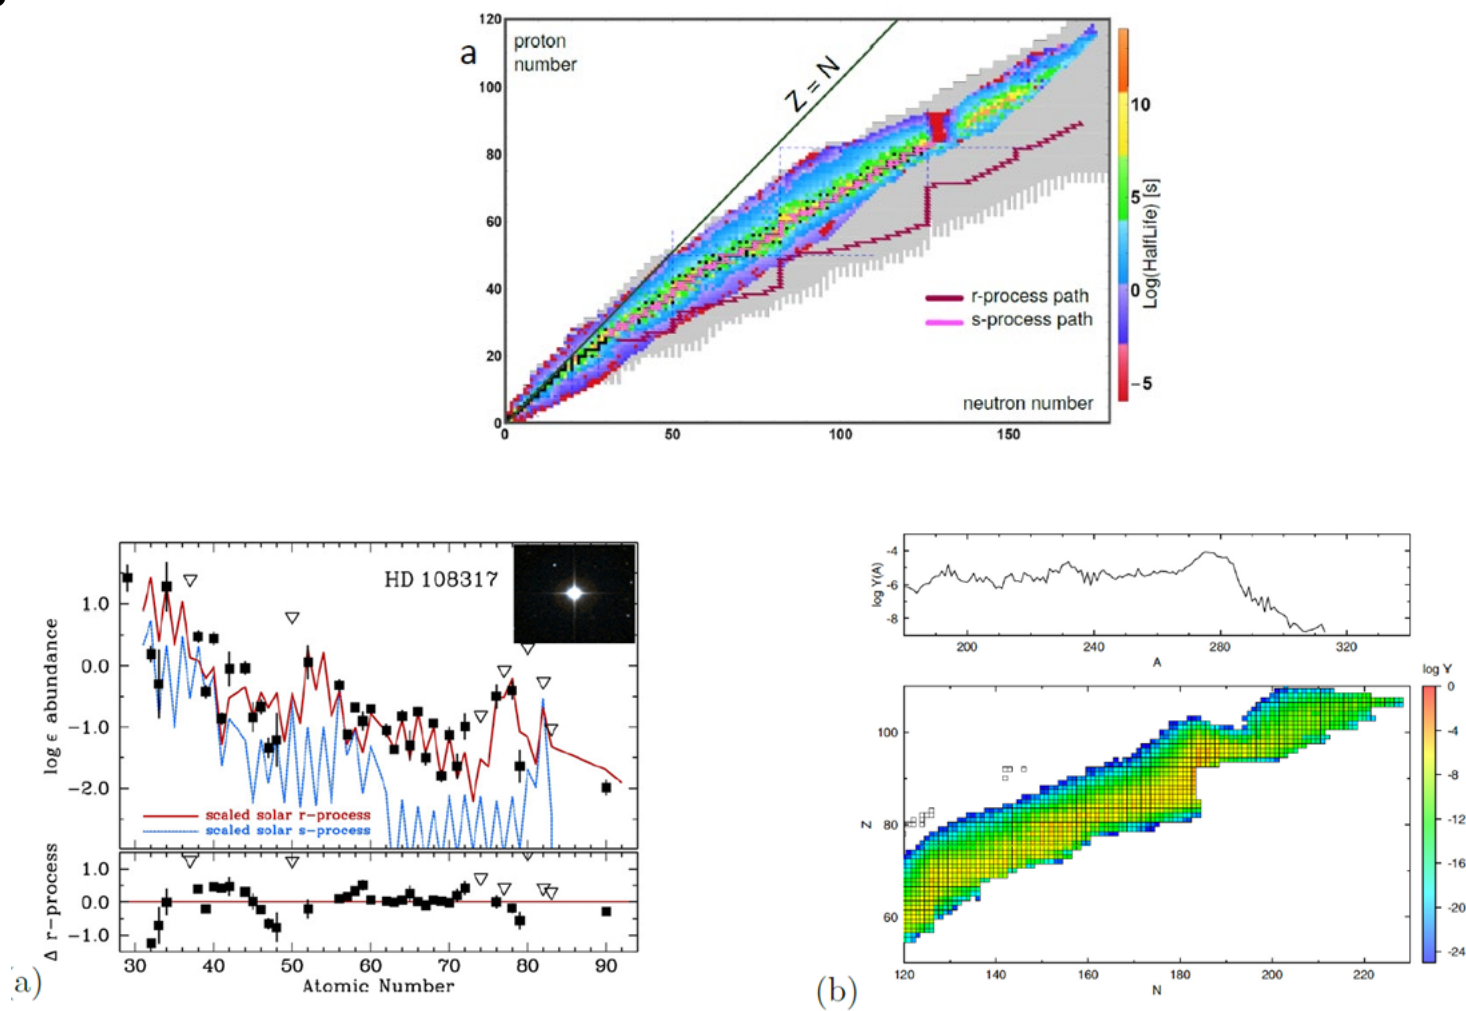 a
proton
number
Z = N
120
100
80
60
40
20
0
0
50
100
150
r-process path
s-process path
neutron number
10
5
0
-5
Log(HalfLife) [s]
HD 108317
log ε abundance
1.0
0.0
-1.0
-2.0
scaled solar r-process
scaled solar s-process
Δ r-process
1.0
0.0
-1.0
30
40
50
60
70
80
90
Atomic Number
a)
log Y(A)
-4
-6
-8
200
240
280
320
A
log Y
0
-4
-8
-12
-16
-20
-24
Z
100
80
60
120
140
160
180
200
220
N
(b)